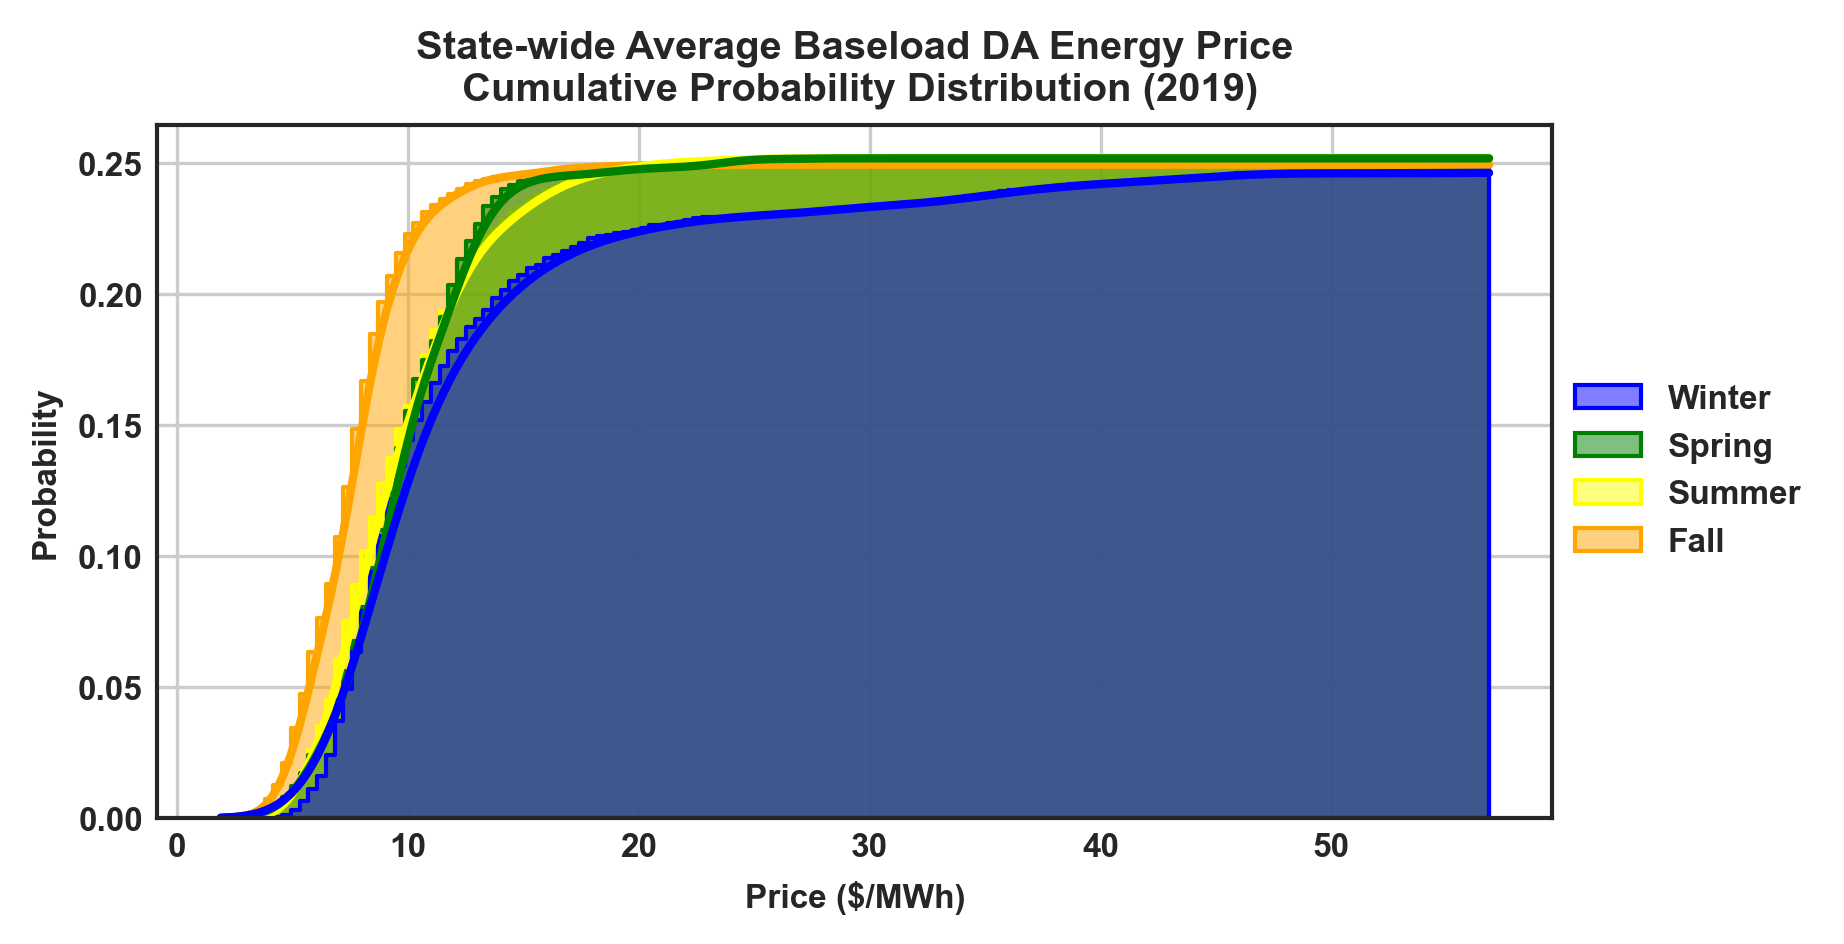 State-wide Average Baseload DA Energy Price
Cumulative Probability Distribution (2019)
0.25
0.20
0.15
0.10
0.05
0.00
Probability
0 10 20 30 40 50
Price ($/MWh)
Winter
Spring
Summer
Fall